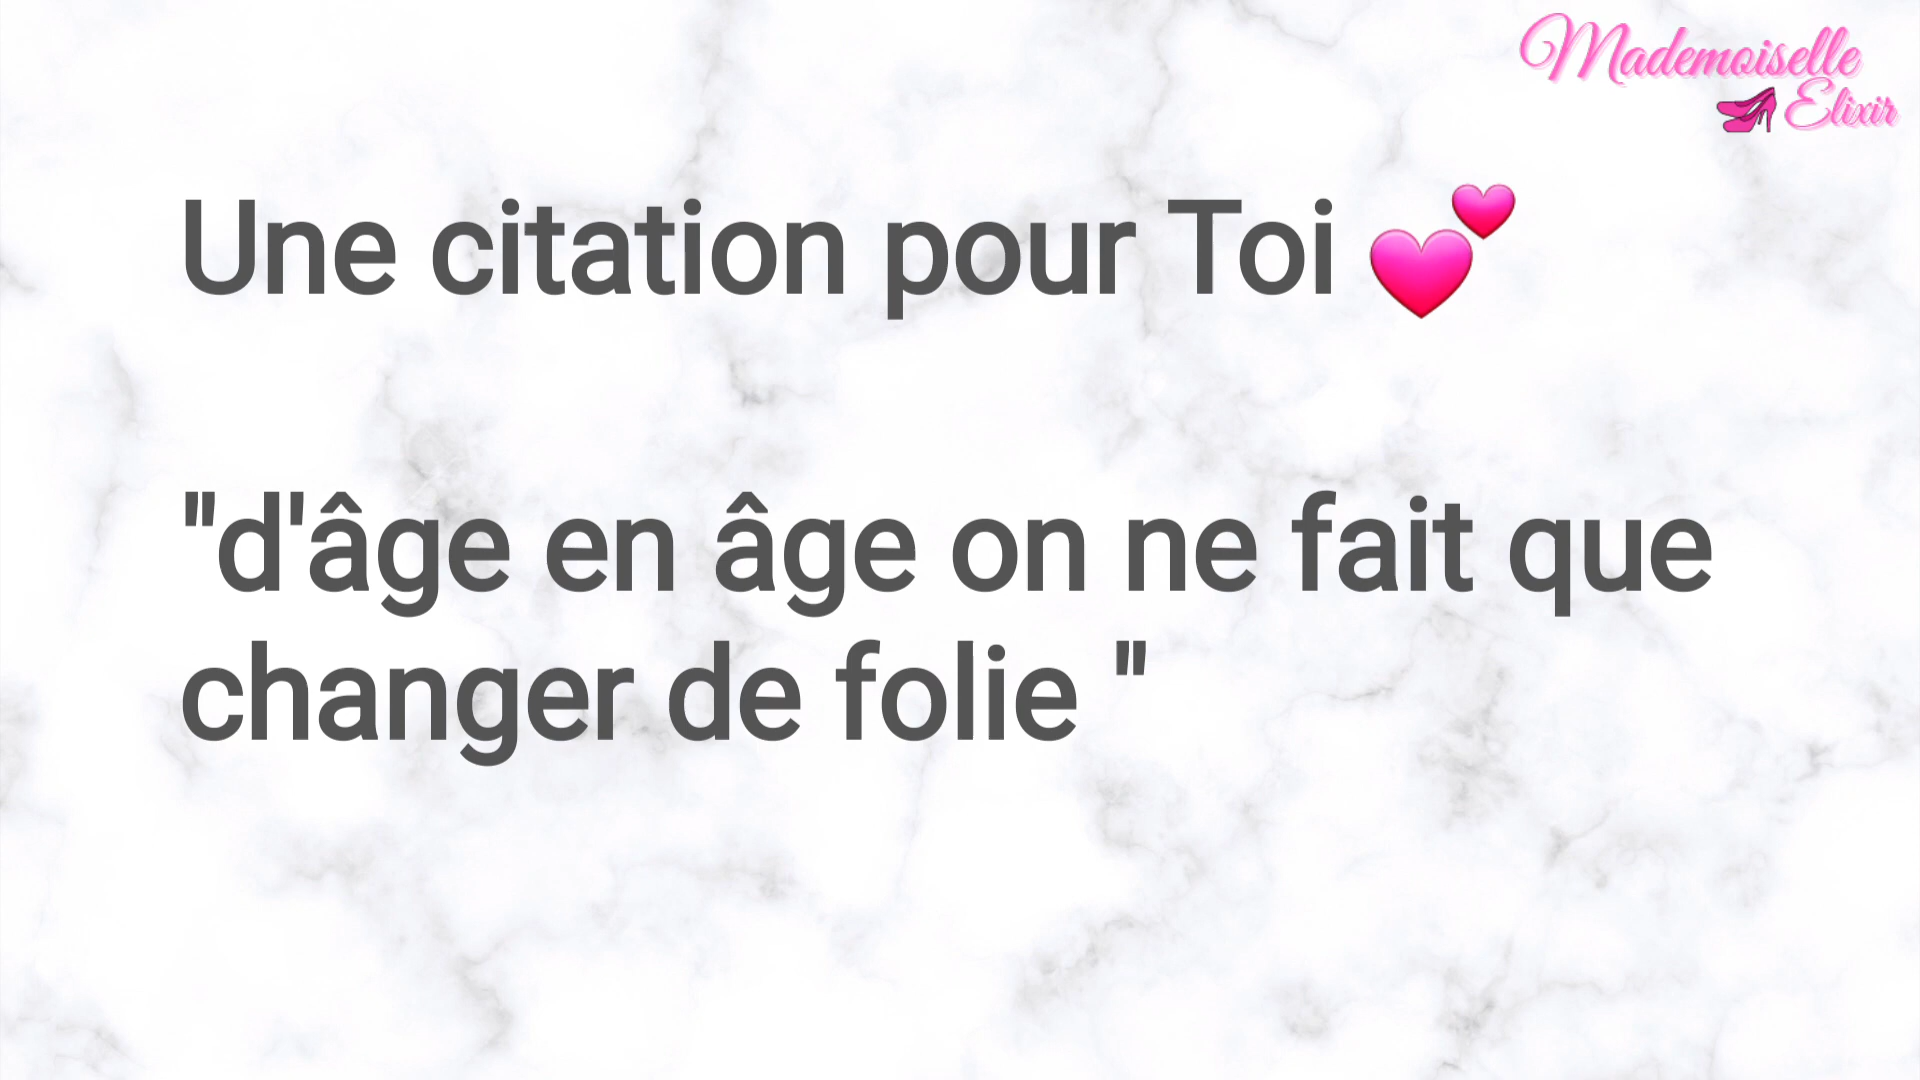 Mademoiselle
Elixir
Une citation pour Toi 💕
"d'âge en âge on ne fait que
changer de folie "